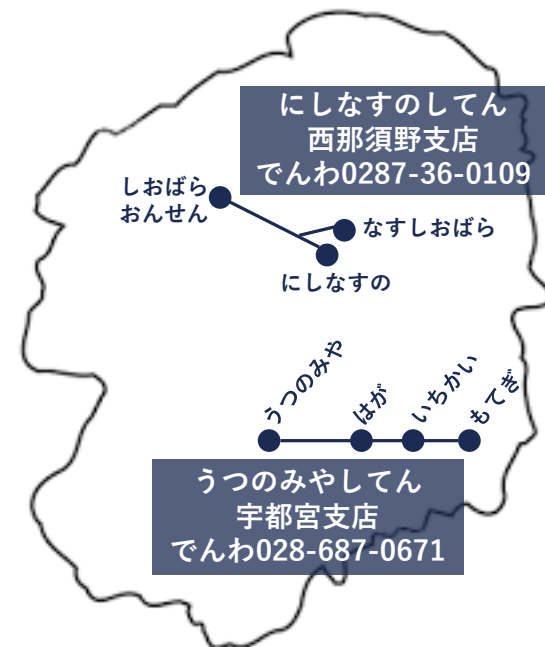 にしなすのしてん
西那須野支店
でんわ0287-36-0109
しおばら
おんせん
なすしおばら
にしなすの
うつのみや
はが
いちかい
もてぎ
うつのみやしてん
宇都宮支店
でんわ028-687-0671